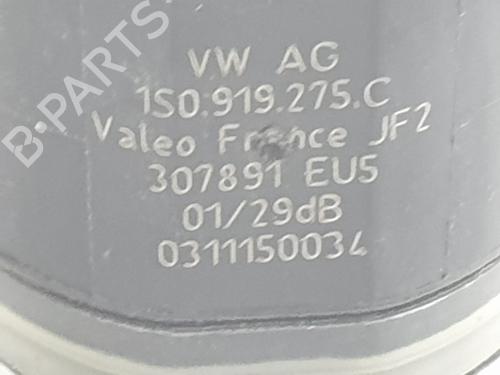 B-PARTS
VW AG
1S0.919.275.C
Valeo France JF2
307891 EU5
01/29dB
0311150034